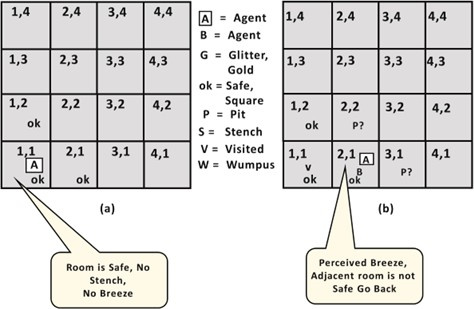 1,4 2,4 3,4 4,4
1,3 2,3 3,3 4,3
1,2 2,2 3,2 4,2
ok
1,1 2,1 3,1 4,1
A
ok ok
(a)
Room is Safe, No
Stench,
No Breeze
A = Agent
B = Agent
G = Glitter,
Gold
ok = Safe,
Square
P = Pit
S = Stench
V = Visited
W = Wumpus
1,4 2,4 3,4 4,4
1,3 2,3 3,3 4,3
1,2 2,2 3,2 4,2
ok P?
1,1 2,1 A 3,1 4,1
v B P?
ok ok
(b)
Perceived Breeze,
Adjacent room is not
Safe Go Back